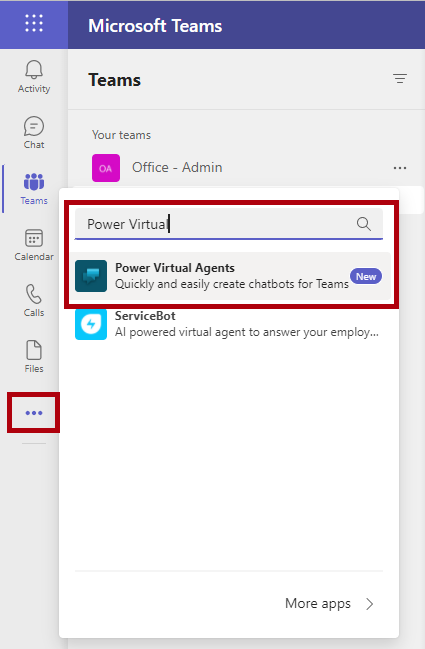 Microsoft Teams
Activity
Chat
Teams
Calendar
Calls
Files
Teams
Your teams
OA
Office - Admin
Power Virtual
Power Virtual Agents
Quickly and easily create chatbots for Teams
New
ServiceBot
AI powered virtual agent to answer your employ...
More apps